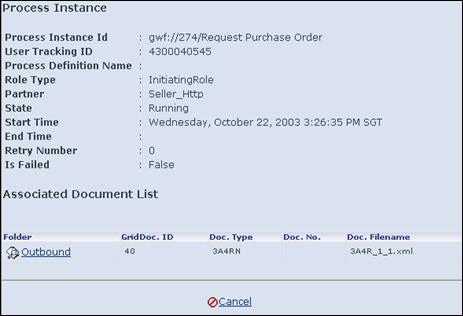 Process Instance
Process Instance Id : gwf://274/Request Purchase Order
User Tracking ID : 4300040545
Process Definition Name :
Role Type : InitiatingRole
Partner : Seller_Http
State : Running
Start Time : Wednesday, October 22, 2003 3:26:35 PM SGT
End Time :
Retry Number : 0
Is Failed : False
Associated Document List
Folder GridDoc. ID Doc. Type Doc. No. Doc. Filename
Outbound 40 3A4RN 3A4R_1_1.xml
Cancel